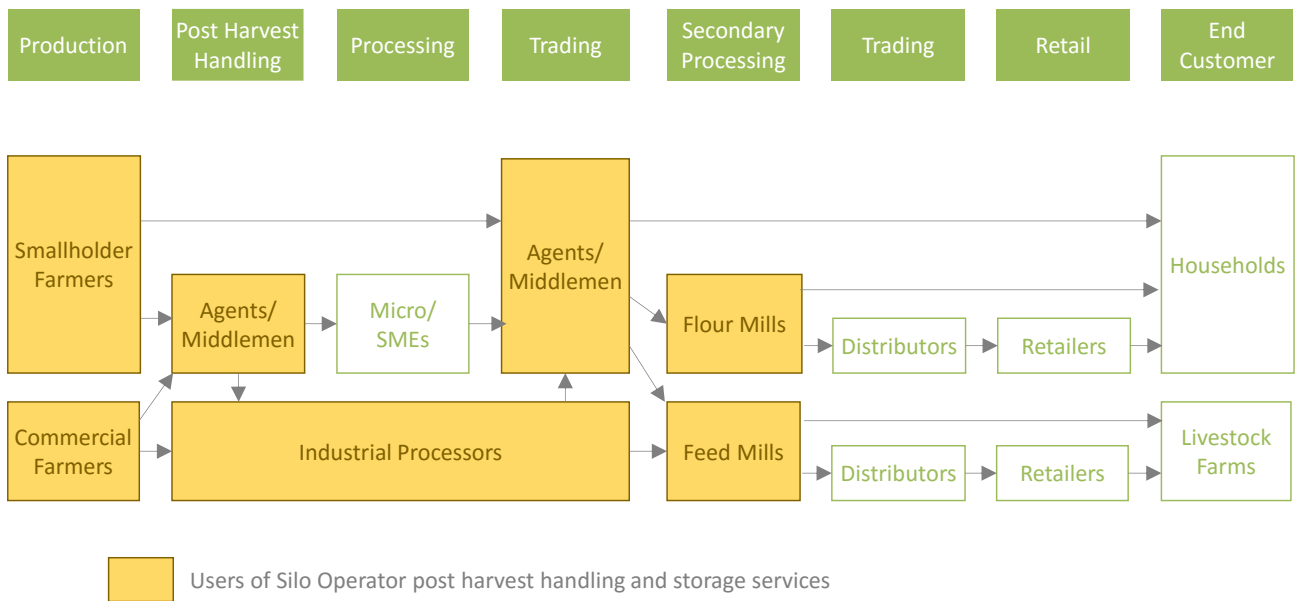 Production
Post Harvest
Handling
Processing
Trading
Secondary
Processing
Trading
Retail
End
Customer
Smallholder
Farmers
Agents/
Middlemen
Micro/
SMEs
Agents/
Middlemen
Flour Mills
Distributors
Retailers
Households
Commercial
Farmers
Industrial Processors
Feed Mills
Distributors
Retailers
Livestock
Farms
Users of Silo Operator post harvest handling and storage services